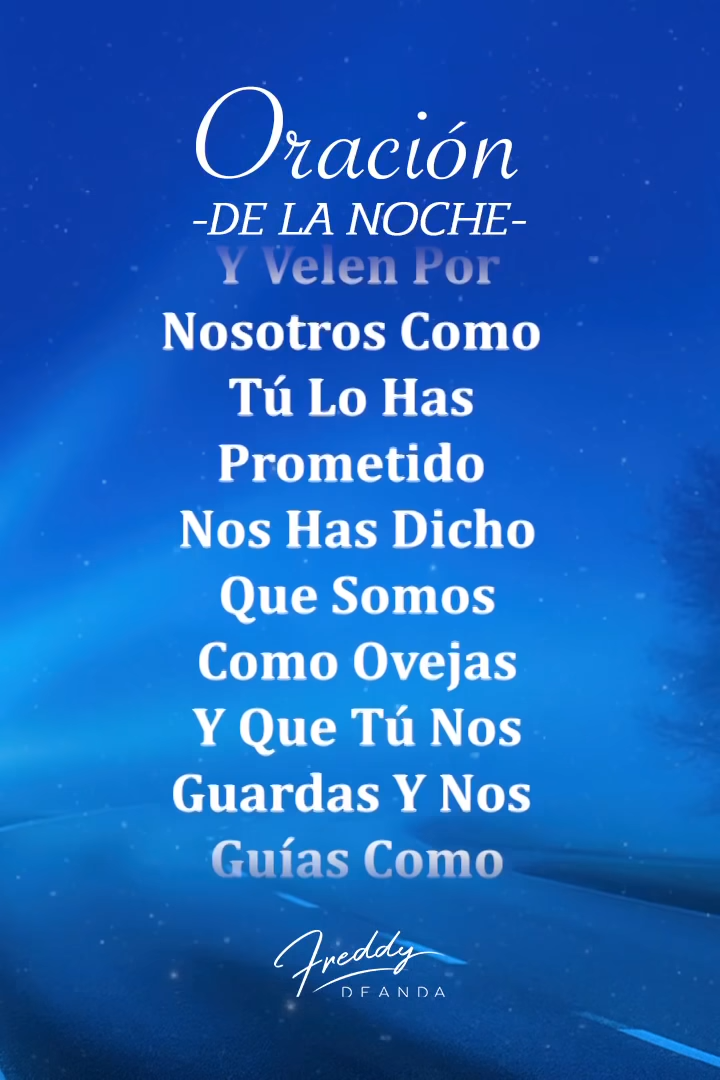 Oración
-DE LA NOCHE-
Y Velen Por
Nosotros Como
Tú Lo Has
Prometido
Nos Has Dicho
Que Somos
Como Ovejas
Y Que Tú Nos
Guardas Y Nos
Guías Como
Freddy
DEANDA